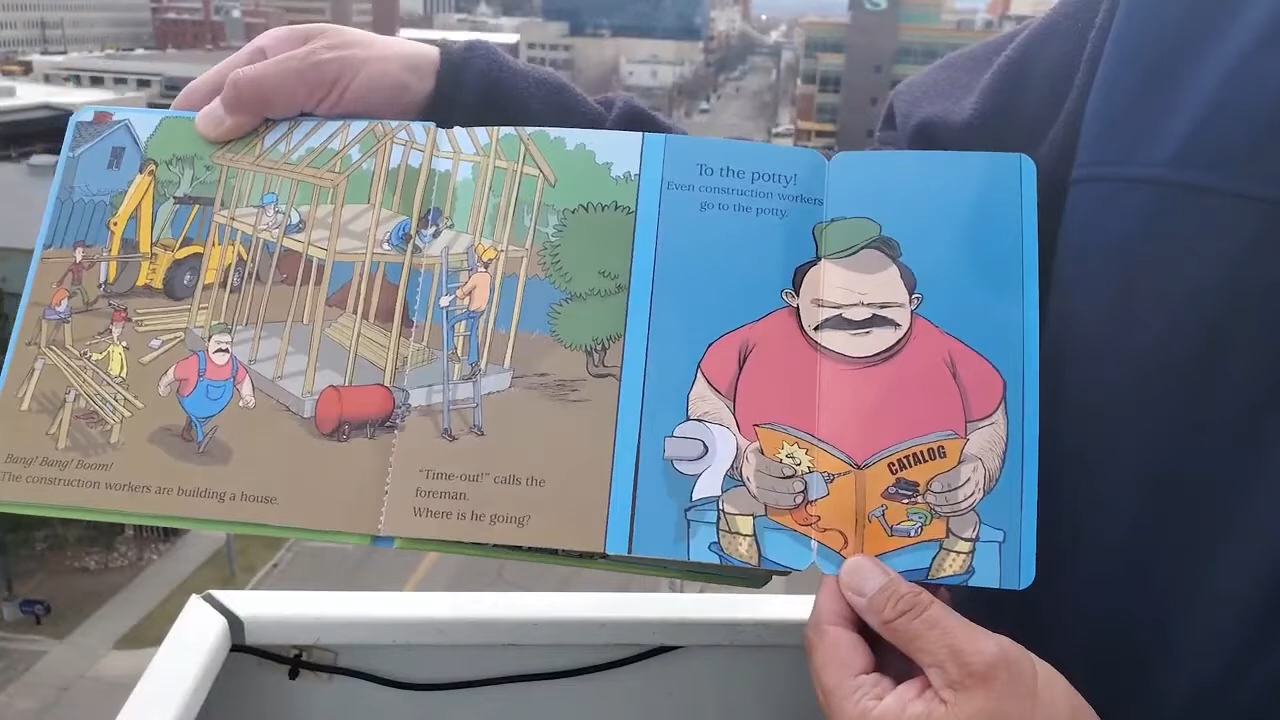 Bang! Bang! Boom!
The construction workers are building a house.
"Time-out!" calls the
foreman.
Where is he going?
To the potty!
Even construction workers
go to the potty.
CATALOG